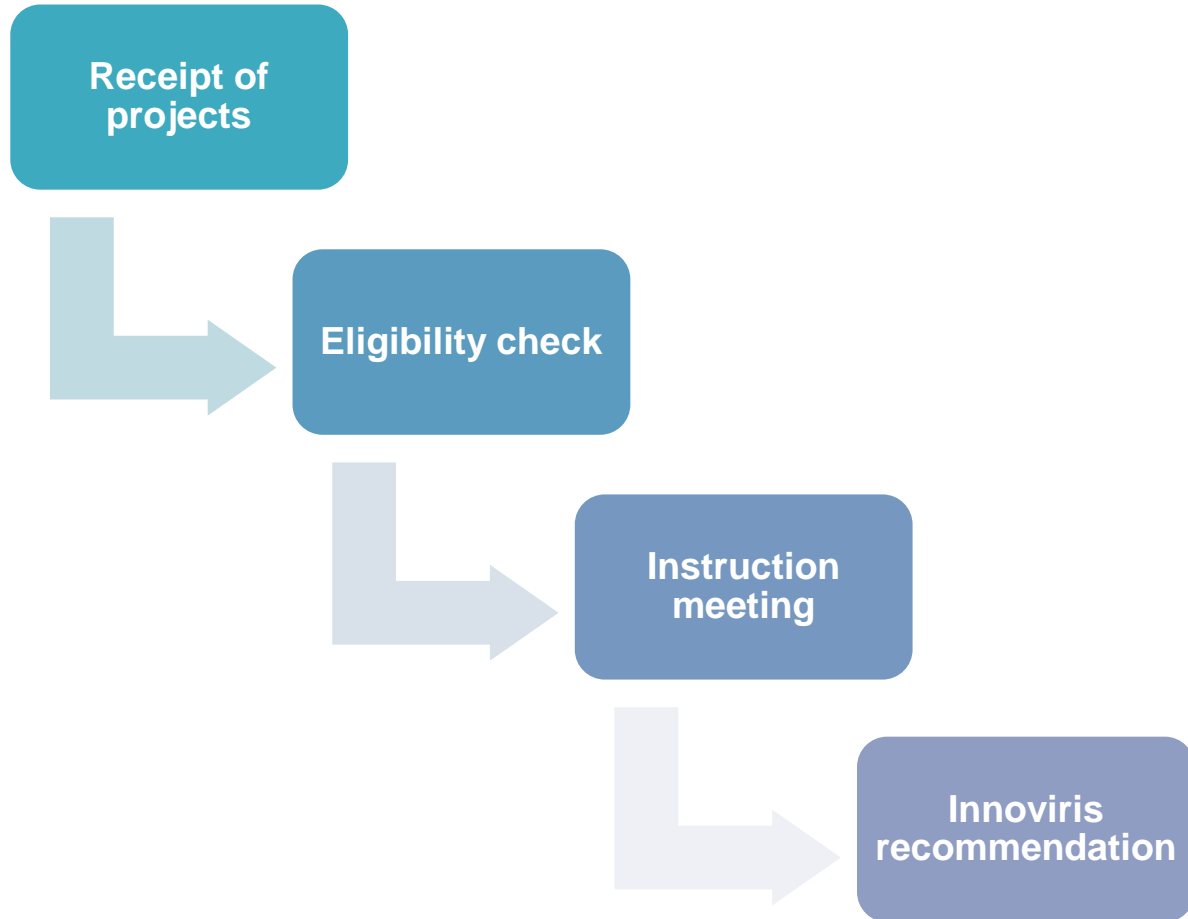 Receipt of
projects
Eligibility check
Instruction
meeting
Innoviris
recommendation